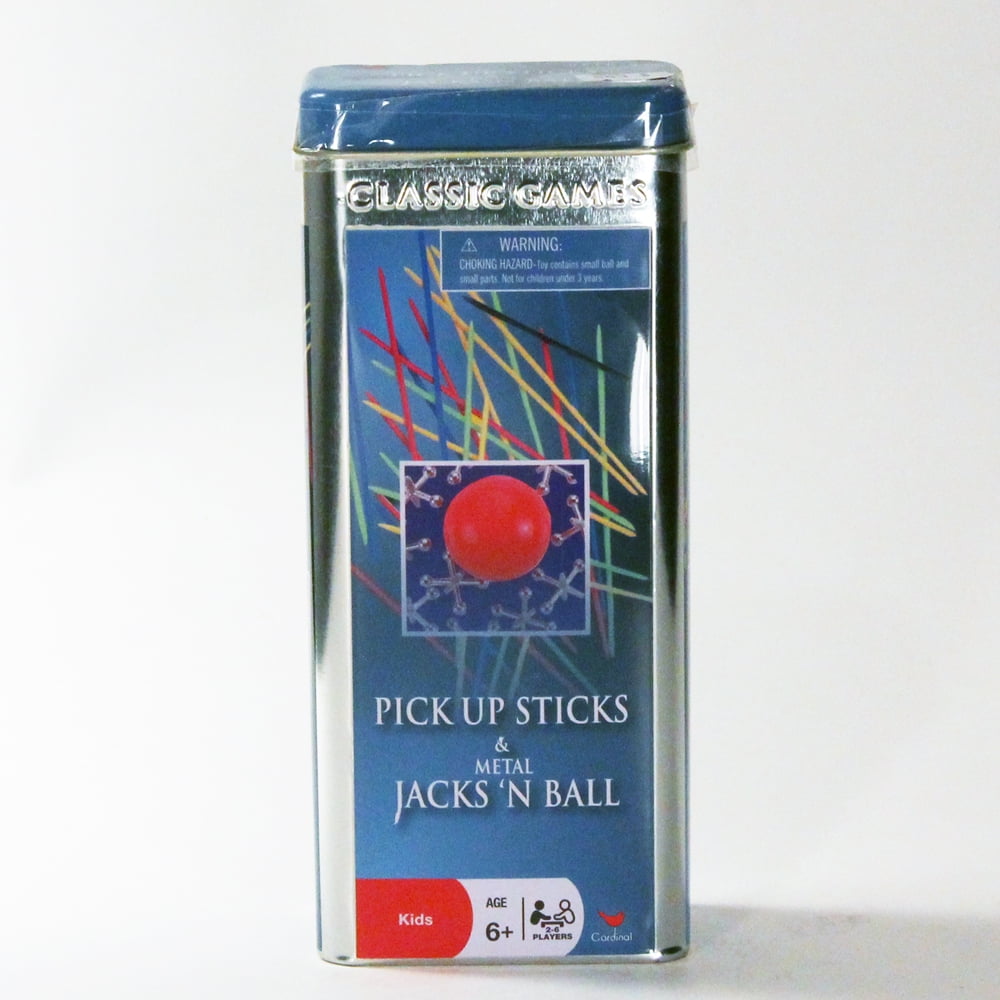 CLASSIC GAMES
⚠ WARNING:
CHOKING HAZARD- Toy contains small ball and
small parts. Not for children under 3 years
PICK UP STICKS
&
METAL
JACKS 'N BALL
Kids
AGE
6+
2-6
PLAYERS
Cardinal